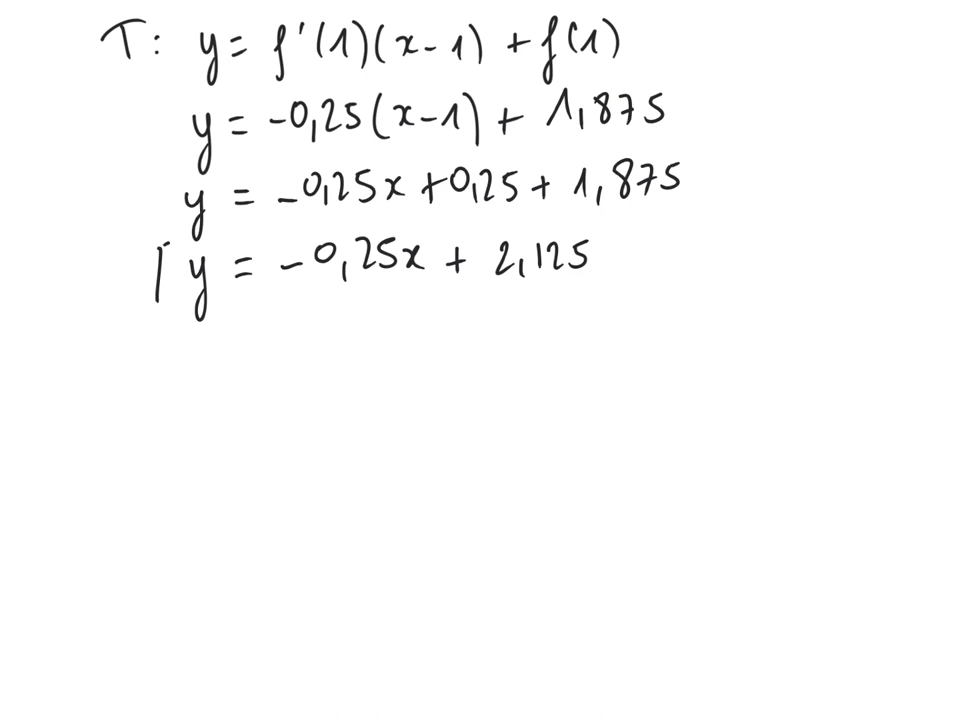 T: y = f'(1)(x-1) + f(1)
y = -0,25(x-1) + 1,875
y = -0,25x + 0,25 + 1,875
y = -0,25x + 2,125